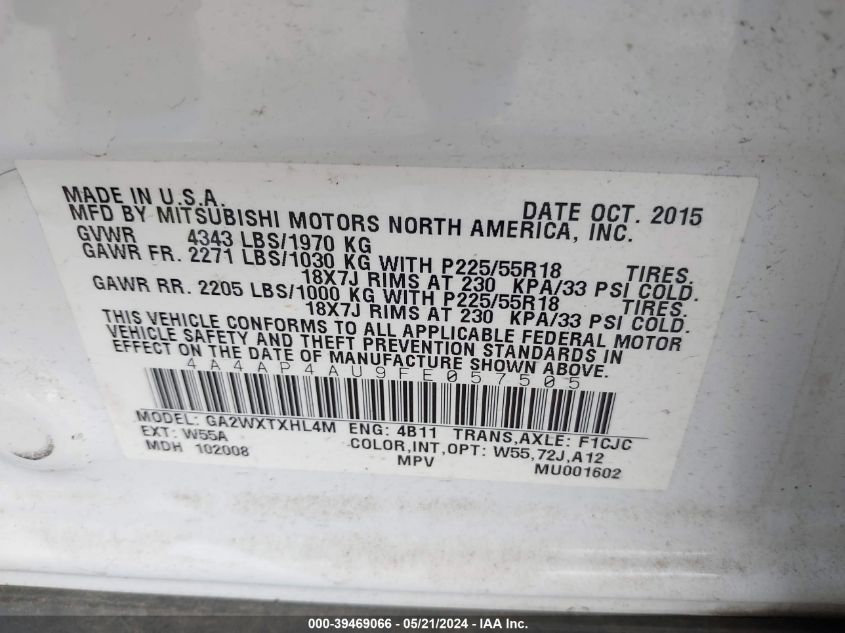 MADE IN U.S.A. DATE OCT. 2015
MFD BY MITSUBISHI MOTORS NORTH AMERICA, INC.
GVWR 4343 LBS/1970 KG
GAWR FR. 2271 LBS/1030 KG WITH P225/55R18 TIRES.
18X7J RIMS AT 230 KPA/33 PSI COLD.
GAWR RR. 2205 LBS/1000 KG WITH P225/55R18 TIRES.
18X7J RIMS AT 230 KPA/33 PSI COLD.
THIS VEHICLE CONFORMS TO ALL APPLICABLE FEDERAL MOTOR
VEHICLE SAFETY AND THEFT PREVENTION STANDARDS IN
EFFECT ON THE DATE OF MANUFACTURE SHOWN ABOVE.
4A4AP4AU9FE057505
MODEL: GA2WXTXHL4M ENG: 4B11 TRANS,AXLE: F1CJC
EXT: W55A COLOR,INT,OPT: W55,72J,A12
MDH 102008 MPV MU001602
000-39469066 - 05/21/2024 - IAA Inc.